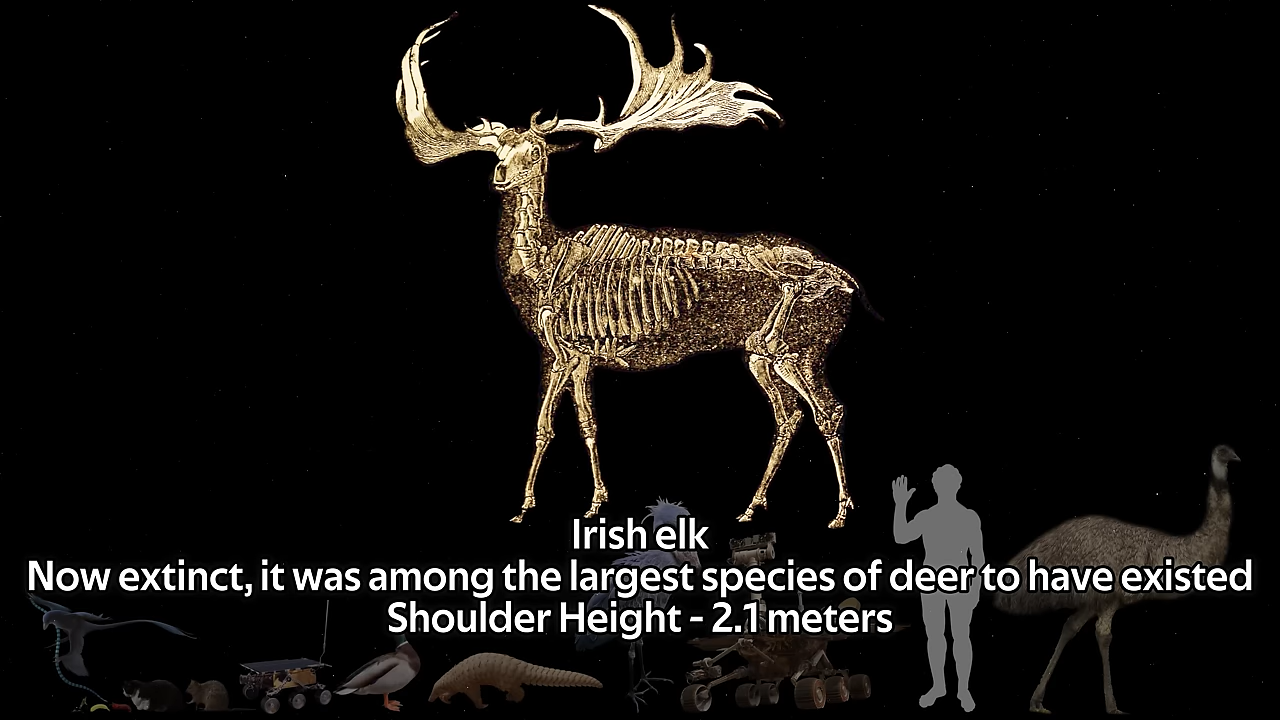 Irish elk
Now extinct, it was among the largest species of deer to have existed
Shoulder Height - 2.1 meters